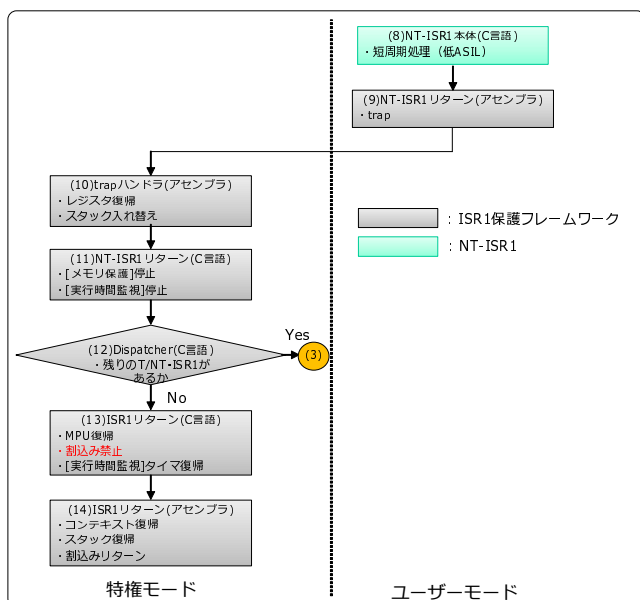 (8)NT-ISR1本体(C言語)
・短周期処理（低ASIL）
(9)NT-ISR1リターン(アセンブラ)
・trap
(10)trapハンドラ(アセンブラ)
・レジスタ復帰
・スタック入れ替え
：ISR1保護フレームワーク
：NT-ISR1
(11)NT-ISR1リターン(C言語)
・[メモリ保護]停止
・[実行時間監視]停止
(12)Dispatcher(C言語)
・残りのT/NT-ISR1が
あるか
Yes
(3)
No
(13)ISR1リターン(C言語)
・MPU復帰
・割込み禁止
・[実行時間監視]タイマ復帰
(14)ISR1リターン(アセンブラ)
・コンテキスト復帰
・スタック復帰
・割込みリターン
特権モード
ユーザーモード